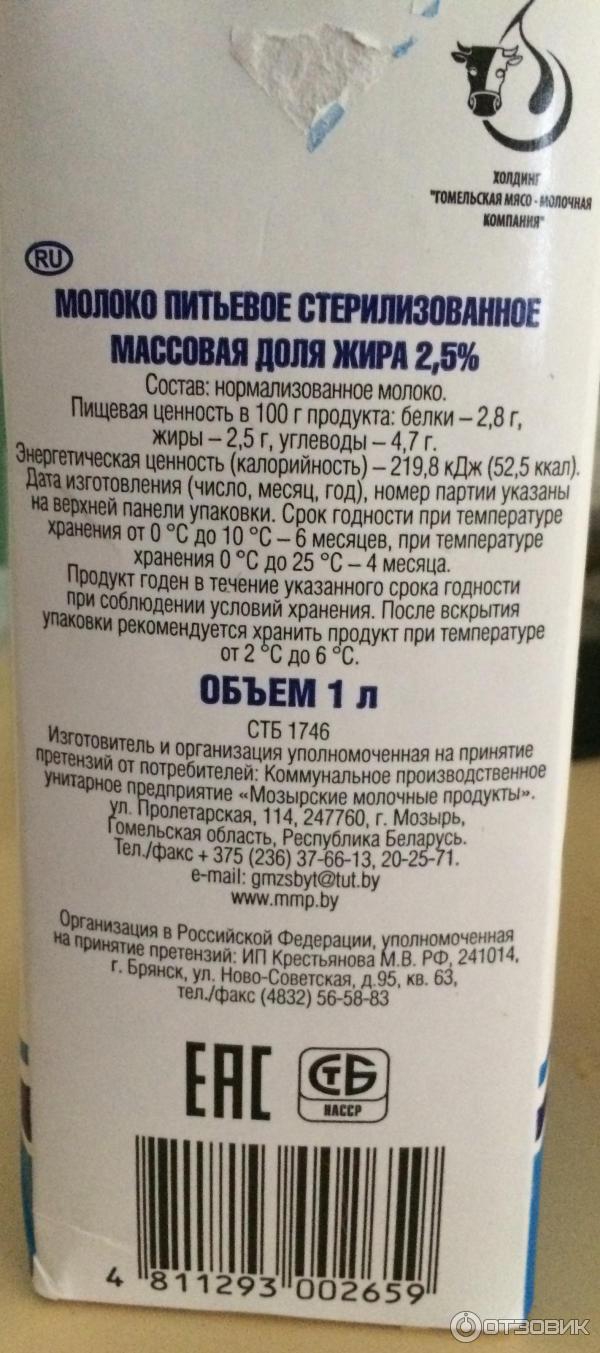 ХОЛДИНГ
"ГОМЕЛЬСКАЯ МЯСО-МОЛОЧНАЯ
КОМПАНИЯ"
RU
МОЛОКО ПИТЬЕВОЕ СТЕРИЛИЗОВАННОЕ
МАССОВАЯ ДОЛЯ ЖИРА 2,5%
Состав: нормализованное молоко.
Пищевая ценность в 100 г продукта: белки – 2,8 г,
жиры – 2,5 г, углеводы – 4,7 г.
Энергетическая ценность (калорийность) – 219,8 кДж (52,5 ккал).
Дата изготовления (число, месяц, год), номер партии указаны
на верхней панели упаковки. Срок годности при температуре
хранения от 0 °С до 10 °С – 6 месяцев, при температуре
хранения 0 °С до 25 °С – 4 месяца.
Продукт годен в течение указанного срока годности
при соблюдении условий хранения. После вскрытия
упаковки рекомендуется хранить продукт при температуре
от 2 °С до 6 °С.
ОБЪЕМ 1 л
СТБ 1746
Изготовитель и организация уполномоченная на принятие
претензий от потребителей: Коммунальное производственное
унитарное предприятие «Мозырские молочные продукты».
ул. Пролетарская, 114, 247760, г. Мозырь,
Гомельская область, Республика Беларусь.
Тел./факс + 375 (236) 37-66-13, 20-25-71.
e-mail: gmzsbyt@tut.by
www.mmp.by
Организация в Российской Федерации, уполномоченная
на принятие претензий: ИП Крестьянова М.В. РФ, 241014,
г. Брянск, ул. Ново-Советская, д.95, кв. 63,
тел./факс (4832) 56-58-83
ЕАС
СТБ
НАССР
4 811293 002659
ОТЗОВИК